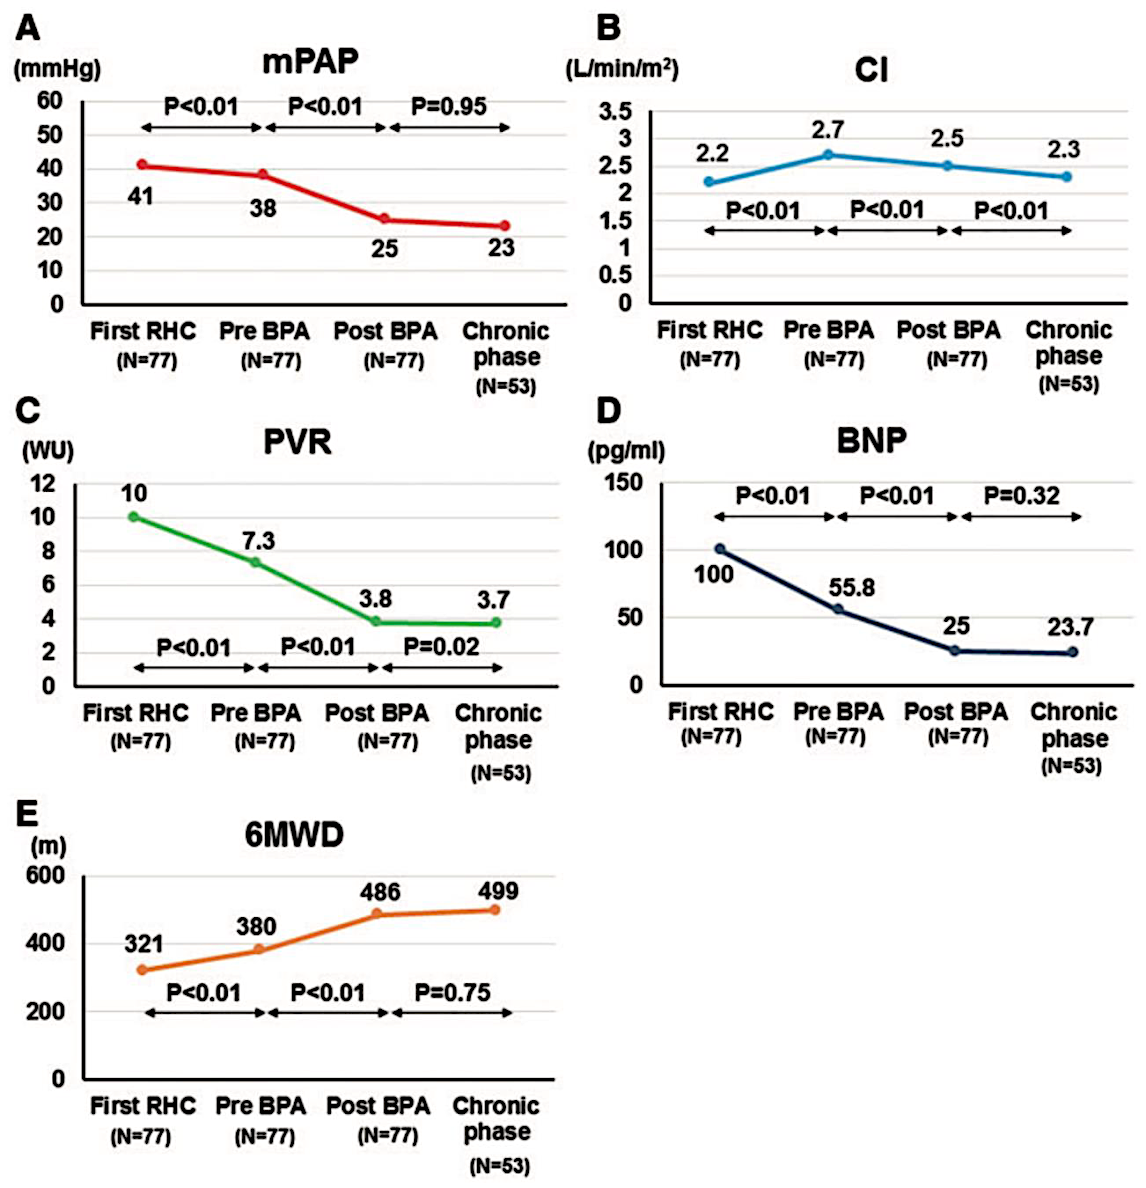 A
mPAP
(mmHg)
60
50
40
30
20
10
0
P<0.01
P<0.01
P=0.95
41
38
25
23
First RHC
(N=77)
Pre BPA
(N=77)
Post BPA
(N=77)
Chronic
phase
(N=53)
B
CI
(L/min/m²)
3.5
3
2.5
2
1.5
1
0.5
0
2.2
2.7
2.5
2.3
P<0.01
P<0.01
P<0.01
First RHC
(N=77)
Pre BPA
(N=77)
Post BPA
(N=77)
Chronic
phase
(N=53)
C
PVR
(WU)
12
10
8
6
4
2
0
10
7.3
3.8
3.7
P<0.01
P<0.01
P=0.02
First RHC
(N=77)
Pre BPA
(N=77)
Post BPA
(N=77)
Chronic
phase
(N=53)
D
BNP
(pg/ml)
150
100
50
0
P<0.01
P<0.01
P=0.32
100
55.8
25
23.7
First RHC
(N=77)
Pre BPA
(N=77)
Post BPA
(N=77)
Chronic
phase
(N=53)
E
6MWD
(m)
600
400
200
0
321
380
486
499
P<0.01
P<0.01
P=0.75
First RHC
(N=77)
Pre BPA
(N=77)
Post BPA
(N=77)
Chronic
phase
(N=53)